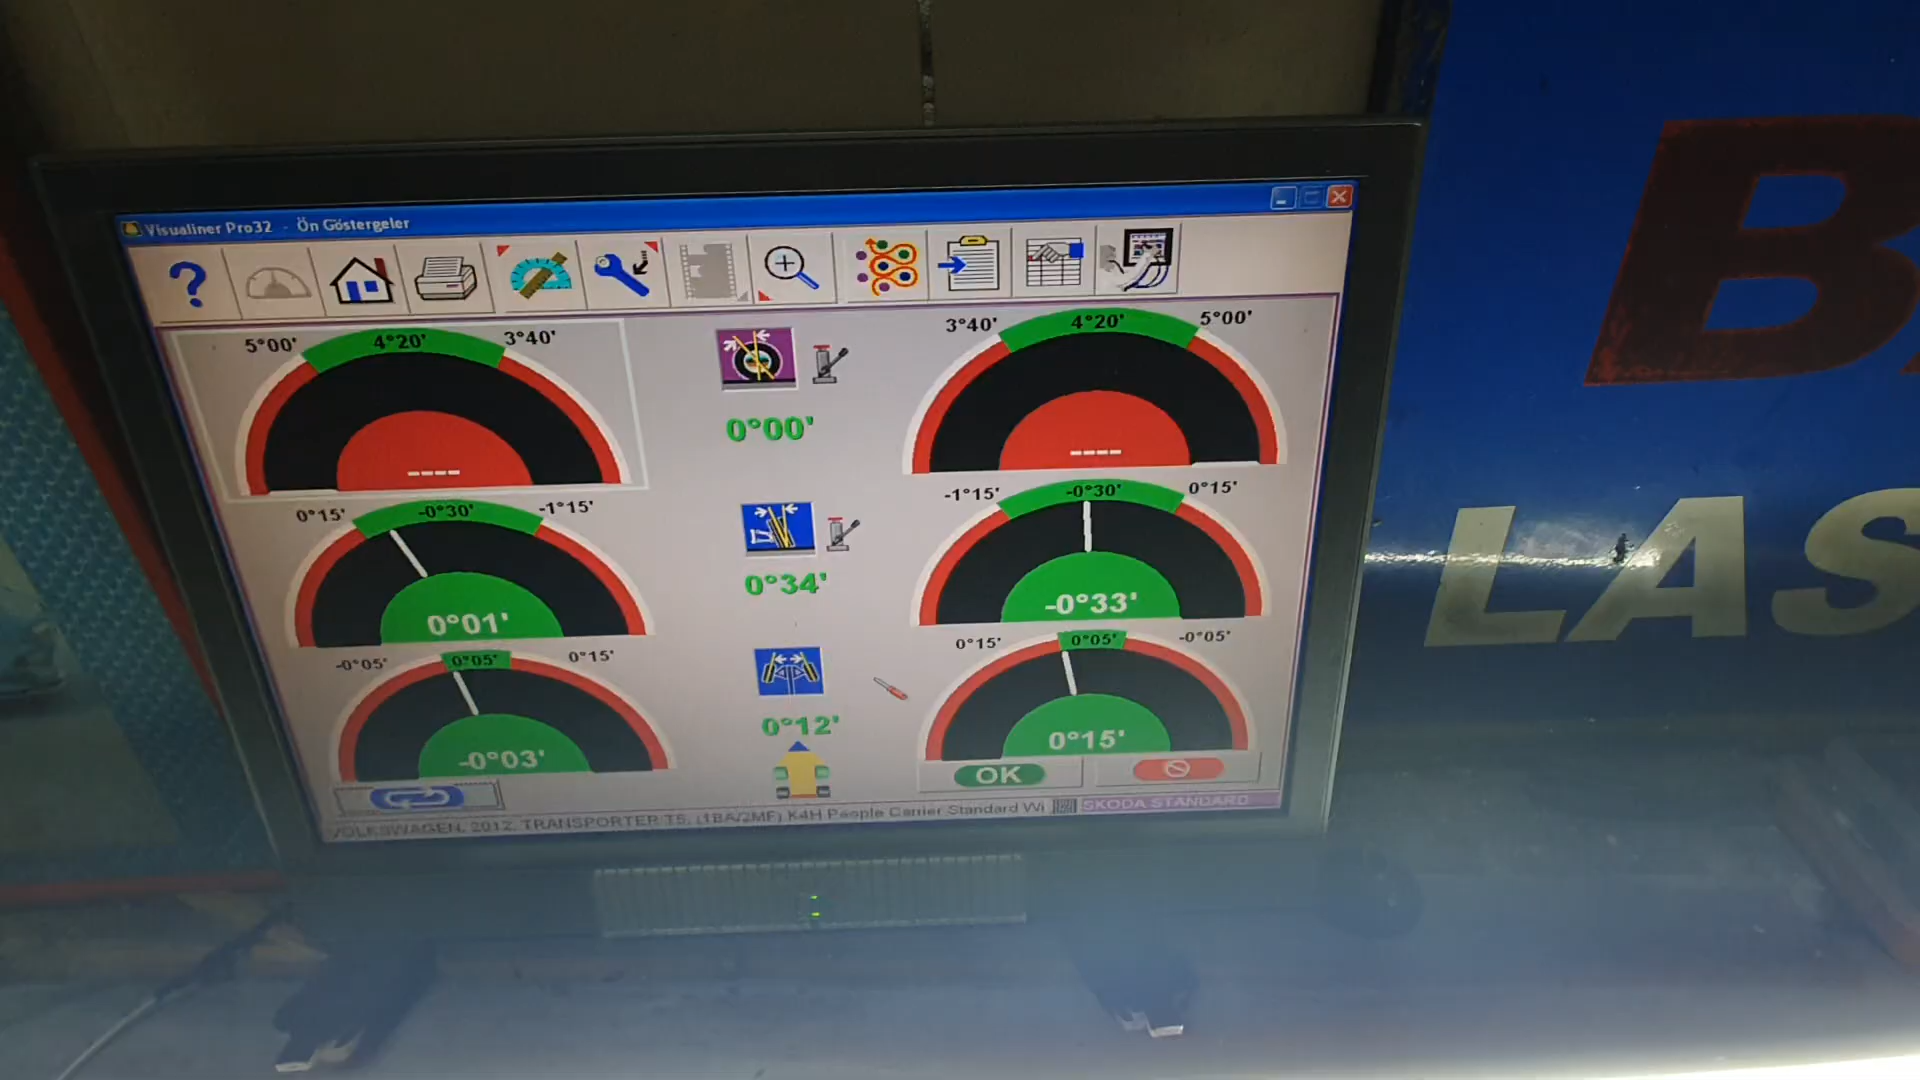 Visualiner Pro32 - Ön Göstergeler
?
5°00' 4°20' 3°40'
----
0°00'
3°40' 4°20' 5°00'
----
0°15' -0°30' -1°15'
0°01'
0°34'
-1°15' -0°30' 0°15'
-0°33'
-0°05' 0°05' 0°15'
-0°03'
0°12'
0°15' 0°05' -0°05'
0°15'
OK
VOLKSWAGEN, 2012, TRANSPORTER T5, (1BA/2MF) K4H People Carrier Standard Wi
SKODA STANDARD
B
LAS